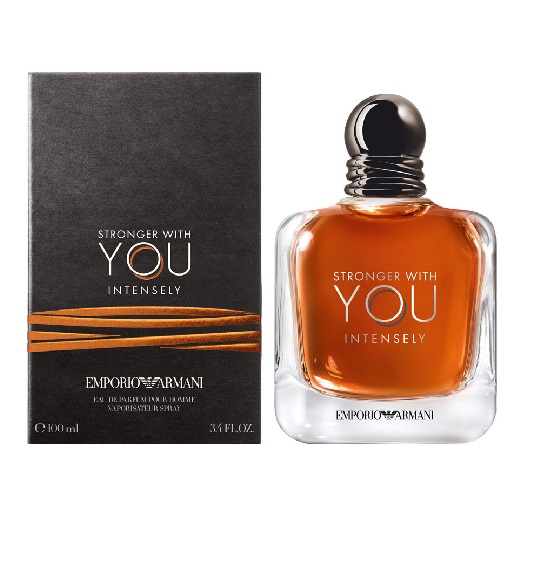 STRONGER WITH
YOU
INTENSELY
EMPORIO ARMANI
EAU DE PARFUM POUR HOMME
VAPORISATEUR SPRAY
℮100 ml 3.4 FL.OZ.
STRONGER WITH
YOU
INTENSELY
EMPORIO ARMANI